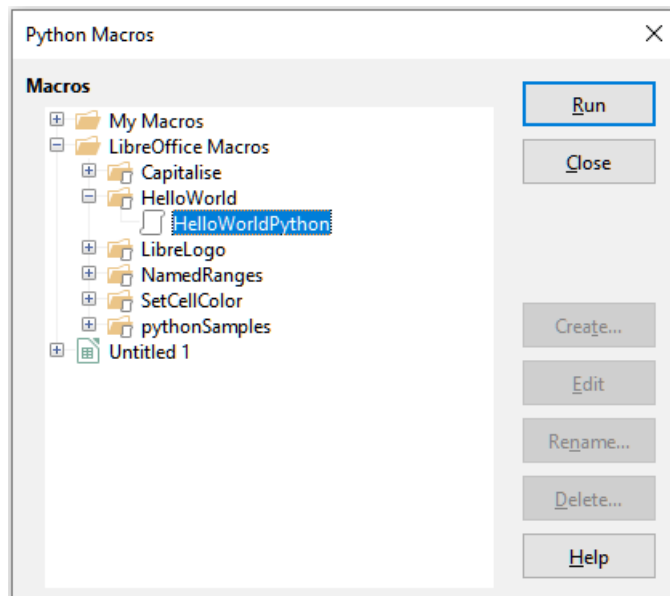 Python Macros
Macros
My Macros
LibreOffice Macros
Capitalise
HelloWorld
HelloWorldPython
LibreLogo
NamedRanges
SetCellColor
pythonSamples
Untitled 1
Run
Close
Create...
Edit
Rename...
Delete...
Help